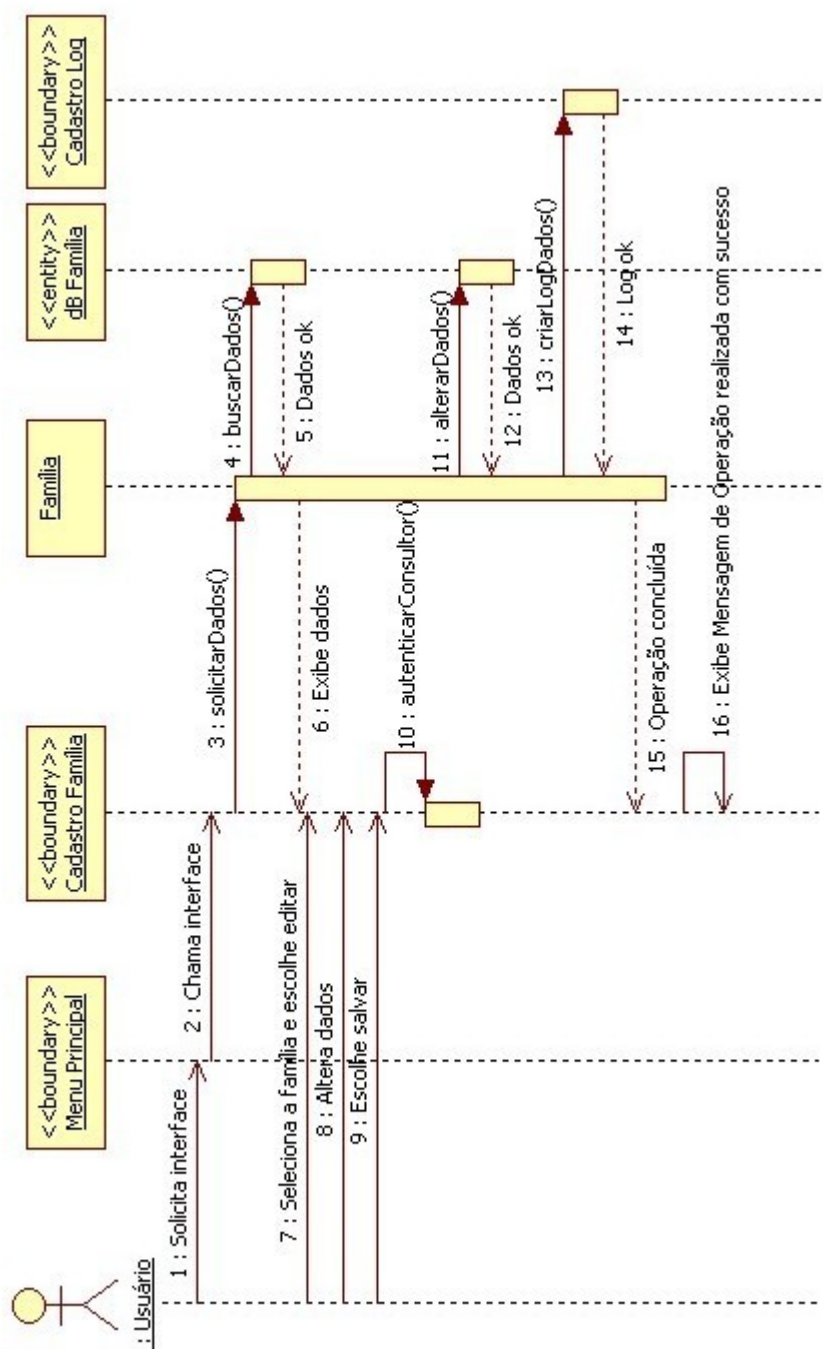 : Usuário
<<boundary>>
Menu Principal
<<boundary>>
Cadastro Família
Família
<<entity>>
dB Família
<<boundary>>
Cadastro Log
1 : Solicita interface
2 : Chama interface
3 : solicitarDados()
4 : buscarDados()
5 : Dados ok
6 : Exibe dados
7 : Seleciona a família e escolhe editar
8 : Altera dados
9 : Escolhe salvar
10 : autenticarConsultor()
11 : alterarDados()
12 : Dados ok
13 : criarLogDados()
14 : Log ok
15 : Operação concluída
16 : Exibe Mensagem de Operação realizada com sucesso